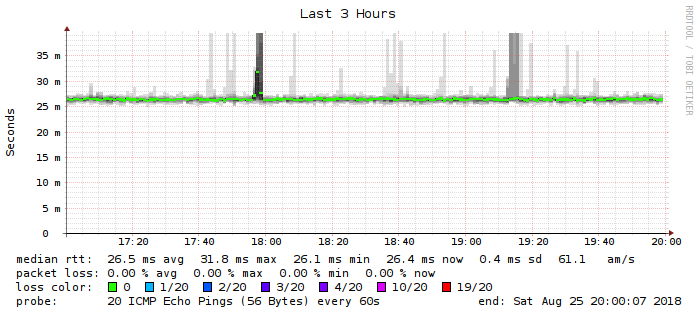 Last 3 Hours
RRDTOOL / TOBI OETIKER
Seconds
35 m
30 m
25 m
20 m
15 m
10 m
5 m
0
17:20 17:40 18:00 18:20 18:40 19:00 19:20 19:40 20:00
median rtt: 26.5 ms avg 31.8 ms max 26.1 ms min 26.4 ms now 0.4 ms sd 61.1 am/s
packet loss: 0.00 % avg 0.00 % max 0.00 % min 0.00 % now
loss color: 0 1/20 2/20 3/20 4/20 10/20 19/20
probe: 20 ICMP Echo Pings (56 Bytes) every 60s end: Sat Aug 25 20:00:07 2018